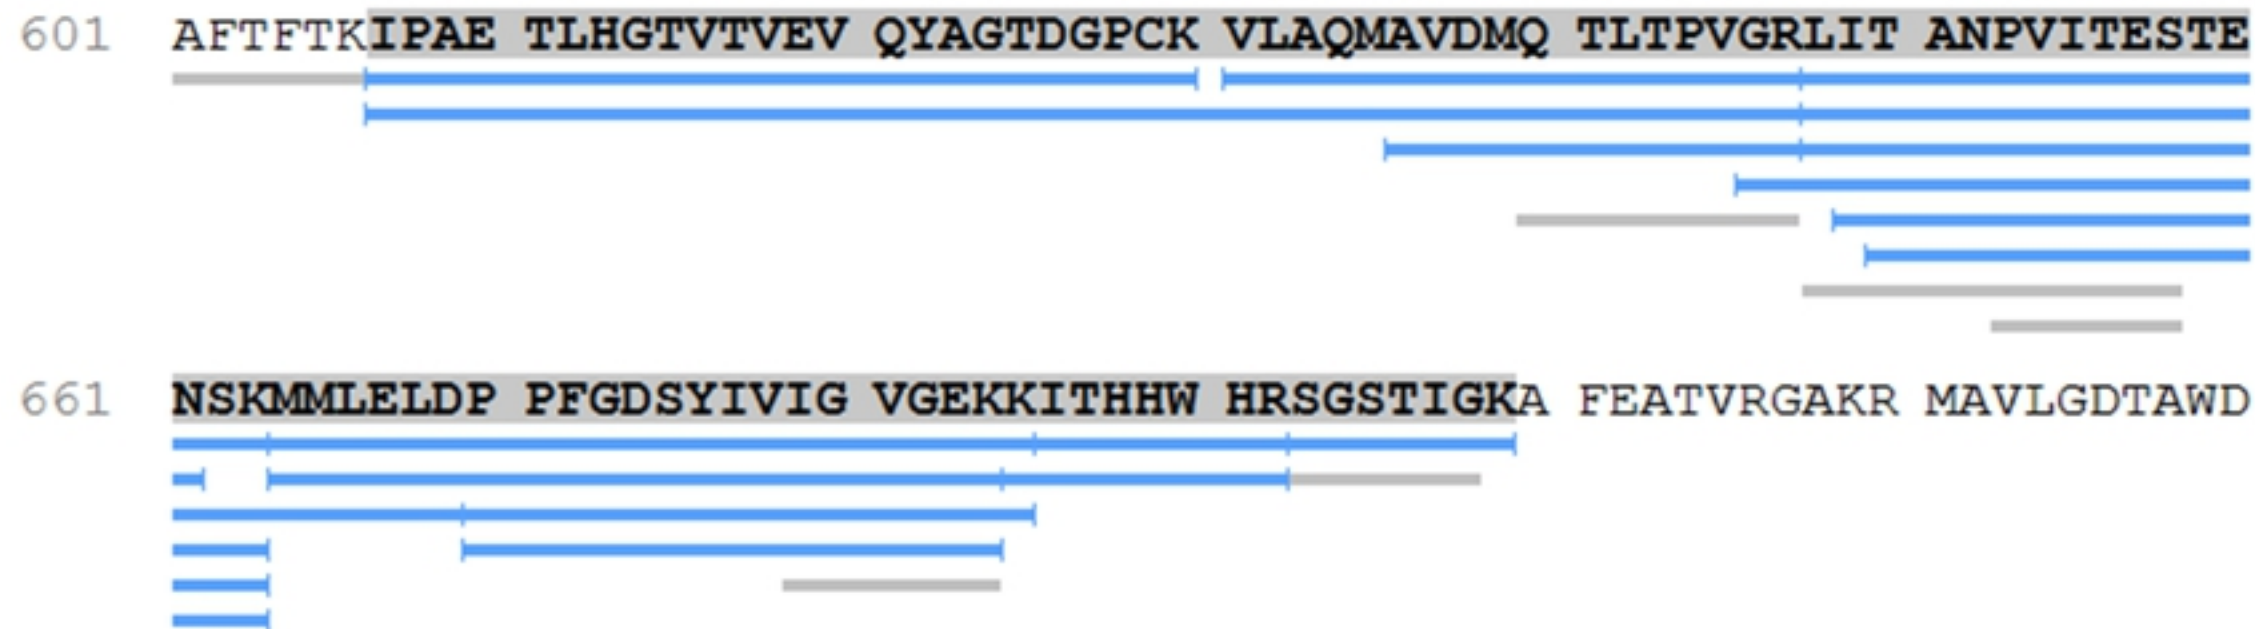 601 AFTFTKIPAE TLHGTVTVEV QYAGTDGPCK VLAQMAVDMQ TLTPVGRLIT ANPVITESTE
661 NSKMMLELDP PFGDSYIVIG VGEKKITHHW HRSGSTIGKA FEATVRGAKR MAVLGDTAWD